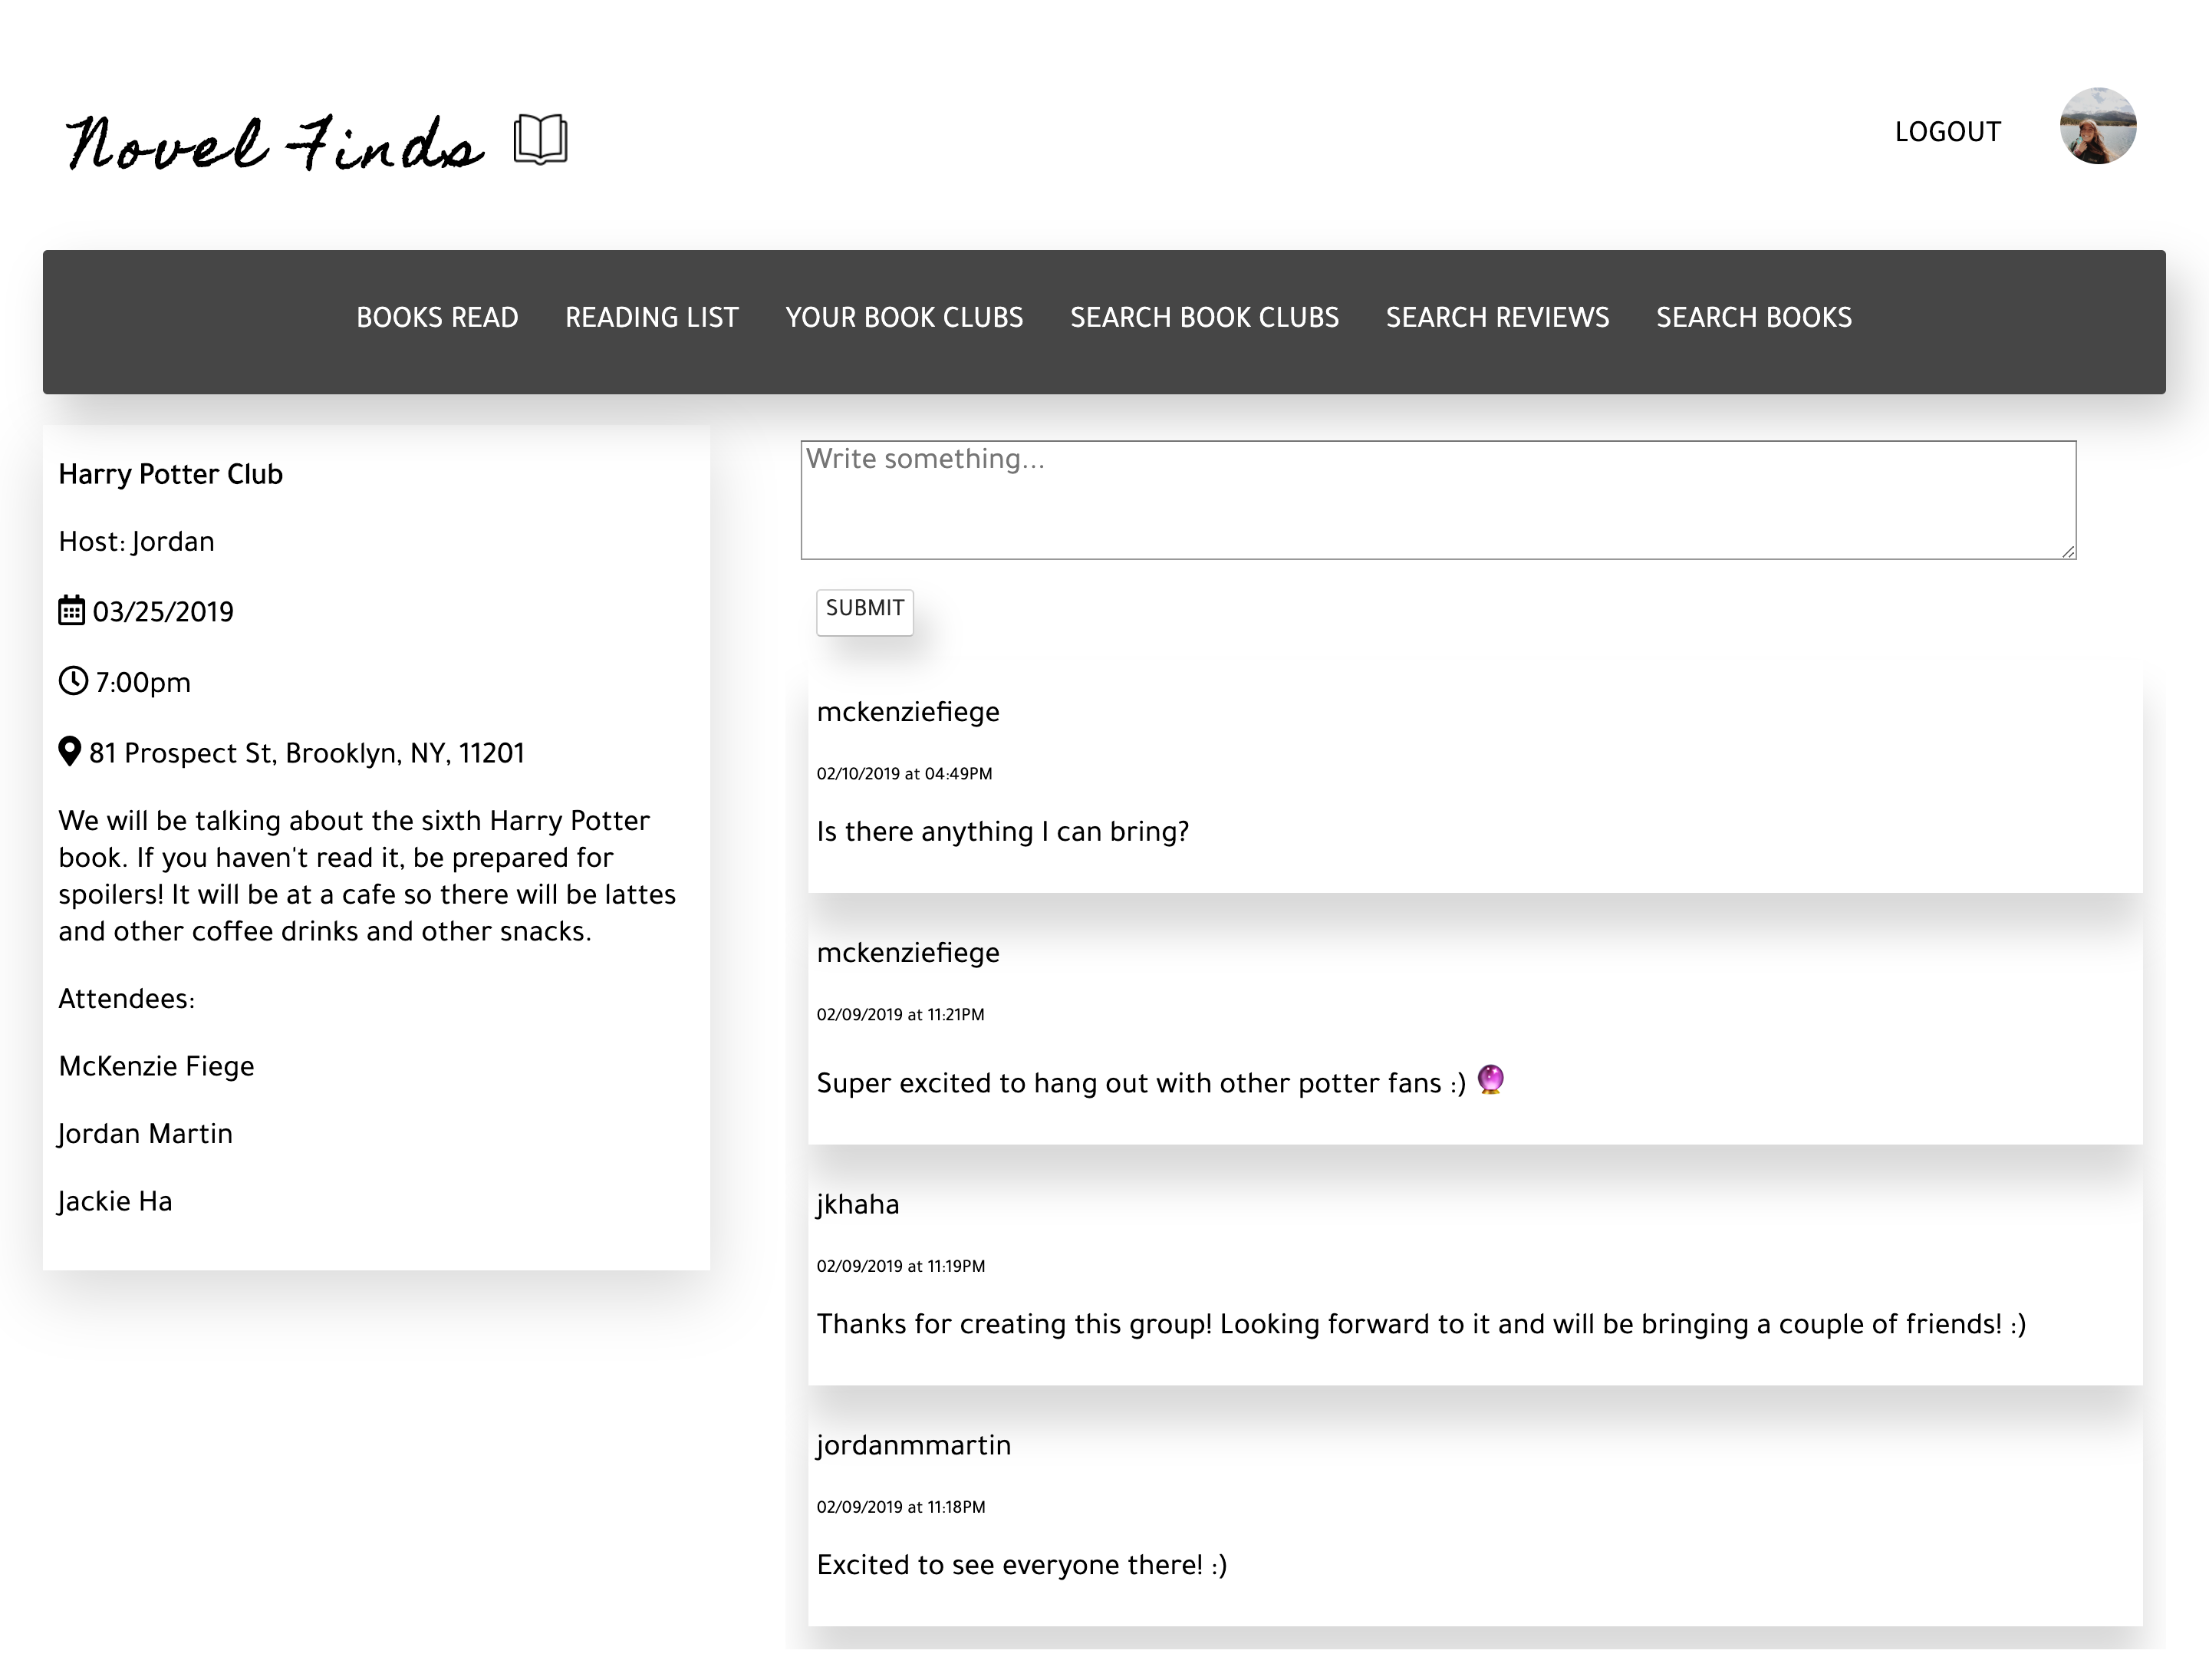 Novel Finds
LOGOUT
BOOKS READ READING LIST YOUR BOOK CLUBS SEARCH BOOK CLUBS SEARCH REVIEWS SEARCH BOOKS
Harry Potter Club
Host: Jordan
03/25/2019
7:00pm
81 Prospect St, Brooklyn, NY, 11201
We will be talking about the sixth Harry Potter
book. If you haven't read it, be prepared for
spoilers! It will be at a cafe so there will be lattes
and other coffee drinks and other snacks.
Attendees:
McKenzie Fiege
Jordan Martin
Jackie Ha
Write something...
SUBMIT
mckenziefiege
02/10/2019 at 04:49PM
Is there anything I can bring?
mckenziefiege
02/09/2019 at 11:21PM
Super excited to hang out with other potter fans :) 🔮
jkhaha
02/09/2019 at 11:19PM
Thanks for creating this group! Looking forward to it and will be bringing a couple of friends! :)
jordanmmartin
02/09/2019 at 11:18PM
Excited to see everyone there! :)